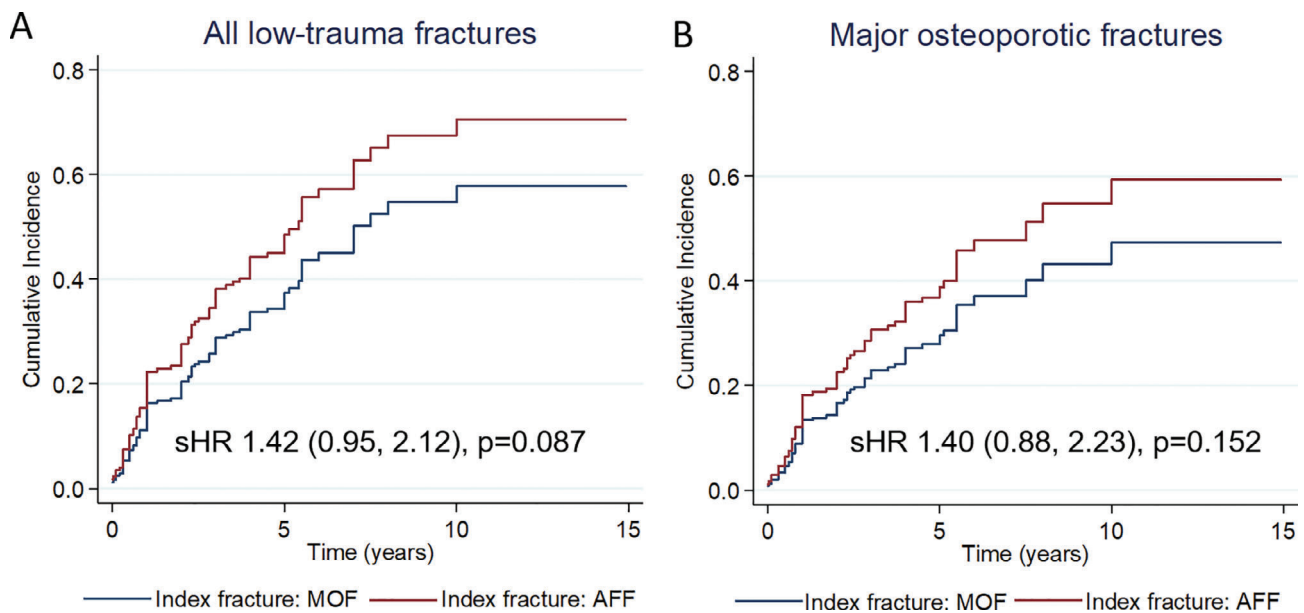 A
All low-trauma fractures
0.8
0.6
0.4
0.2
0.0
Cumulative Incidence
sHR 1.42 (0.95, 2.12), p=0.087
0 5 10 15
Time (years)
Index fracture: MOF Index fracture: AFF
B
Major osteoporotic fractures
0.8
0.6
0.4
0.2
0.0
Cumulative Incidence
sHR 1.40 (0.88, 2.23), p=0.152
0 5 10 15
Time (years)
Index fracture: MOF Index fracture: AFF